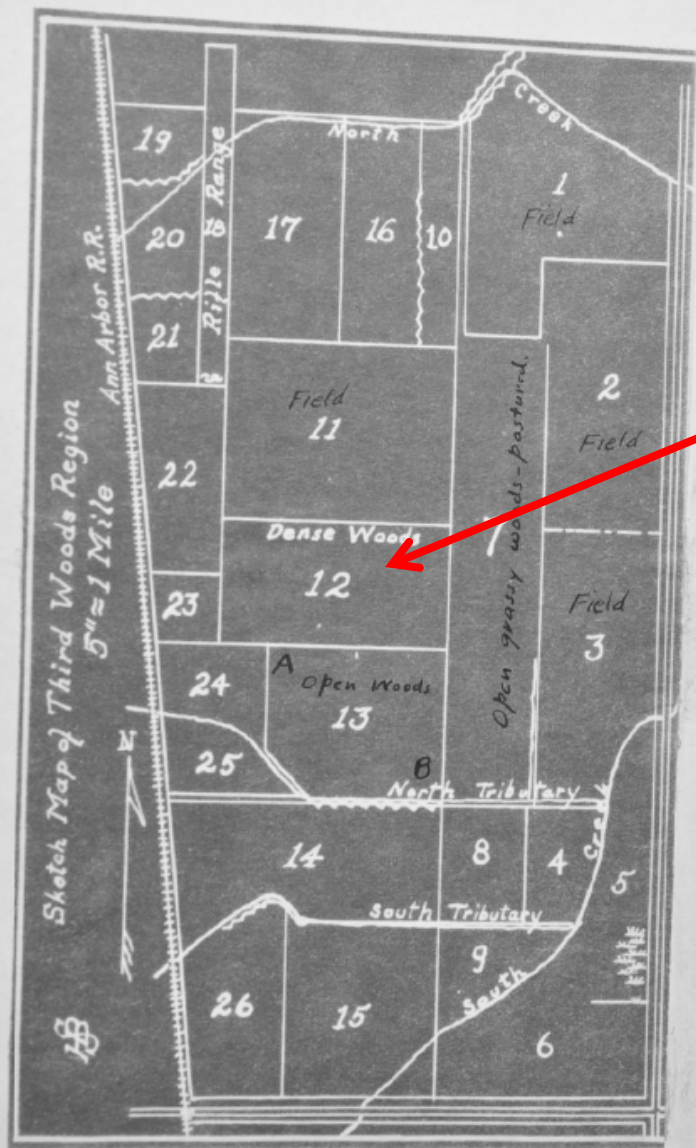 Sketch Map of Third Woods Region
5"=1 Mile
Ann Arbor R.R.
N
North
Creek
19
20
21
Rifle 18 Range
17
16
10
1
Field
2
Field
Field
11
22
Dense Woods
12
7
Open grassy woods-pasturd.
23
Field
3
24
A
Open Woods
13
B
25
North Tributary
14
8
4
Creek
5
South Tributary
9
South
26
15
6